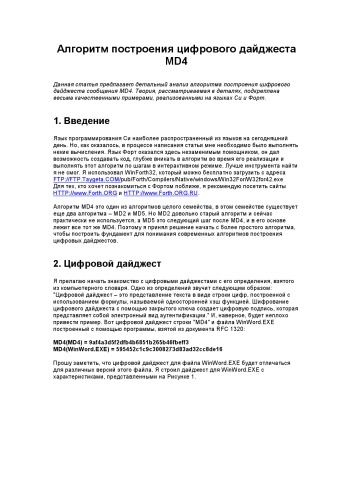 Алгоритм построения цифрового дайджеста
MD4
Данная статья предлагает детальный анализ алгоритма построения цифрового
дайджеста сообщения MD4. Теория, рассматриваемая в деталях, подкреплена
весьма качественными примерами, реализованными на языках Си и Форт.
1. Введение
Язык программирования Си наиболее распространенный из языков на сегодняшний
день. Но, как оказалось, в процессе написания статьи мне необходимо было выполнять
некие вычисления. Язык Форт оказался здесь незаменимым помощником, он дал
возможность создавать код, глубже вникать в алгоритм во время его реализации и
выполнять этот алгоритм по шагам в интерактивном режиме. Лучше инструмента найти
я не смог. Я использовал WinForth32, который можно бесплатно загрузить с адреса
FTP://FTP.Taygeta.COM/pub/Forth/Compilers/Native/windows/Win32For/W32for42.exe
Для тех, кто хочет познакомиться с Фортом поближе, я рекомендую посетить сайты
HTTP://www.Forth.ORG и HTTP://www.Forth.ORG.RU.
Алгоритм MD4 это один из алгоритмов целого семейства, в этом семействе существует
еще два алгоритма – MD2 и MD5. Но MD2 довольно старый алгоритм и сейчас
практически не используется, а MD5 это следующий шаг после MD4, и в его основе
лежит все тот же MD4. Поэтому я принял решение начать с более простого алгоритма,
чтобы построить фундамент для понимания современных алгоритмов построения
цифровых дайджестов.
2. Цифровой дайджест
Я прилагаю начать знакомство с цифровыми дайджестами с его определения, взятого
из компьютерного словаря. Одно из определений звучит следующим образом:
"Цифровой дайджест – это представление текста в виде строки цифр, построенной с
использованием формулы, называемой односторонней хэш функцией. Шифрование
цифрового дайджеста с помощью закрытого ключа создает цифровую подпись, которая
представляет собой электронный вид аутентификации." И, наверное, будет неплохо
привести пример. Вот цифровой дайджест строки "MD4" и файла WinWord.EXE
построенный с помощью программы, взятой из документа RFC 1320:
MD4(MD4) = 9af4a3d5f2dfb4b6851b265b40fbeff3
MD4(WinWord.EXE) = 595452c1c9c3008273d83ad32cc8de16
Прошу заметить, что цифровой дайджест для файла WinWord.EXE будет отличаться
для различных версий этого файла. Я строил дайджест для WinWord.EXE с
характеристиками, представленными на Рисунке 1.